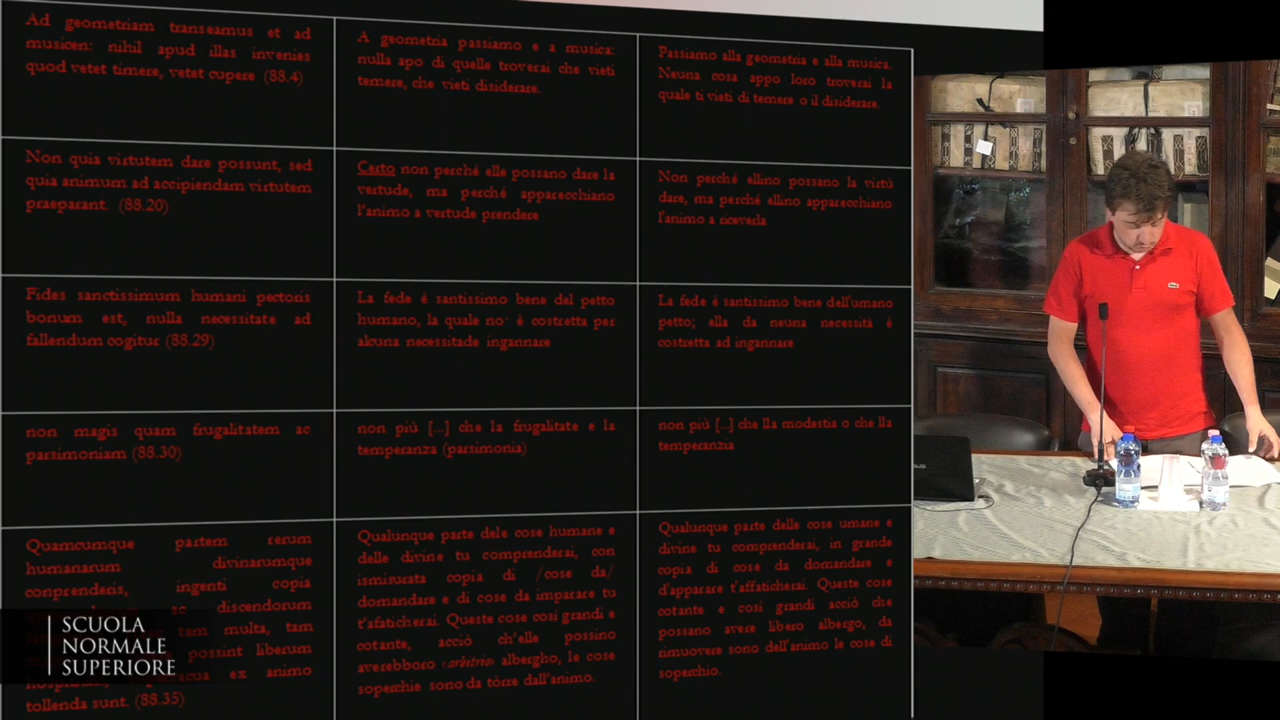 Ad geometriam transeamus et ad
musicen: nihil apud illas invenies
quod vetet timere, vetet cupere (88.4)
A geometria passiamo e a musica:
nulla apo di quelle troverai che vieti
temere, che vieti disiderare.
Passiamo alla geometria e alla musica.
Neuna cosa appo loro troverai la
quale ti vieti di temere o il disiderare.
Non quia virtutem dare possunt, sed
quia animum ad accipiendam virtutem
praeparant. (88.20)
Certo non perché elle possano dare la
vertude, ma perché apparecchiano
l'animo a vertude prendere
Non perché ellino possano la virtù
dare, ma perché ellino apparecchiano
l'animo a riceverla
Fides sanctissimum humani pectoris
bonum est, nulla necessitate ad
fallendum cogitur (88.29)
La fede è santissimo bene del petto
humano, la quale no· è costretta per
alcuna necessitade ingannare
La fede è santissimo bene dell'umano
petto; ella da neuna necessità è
costretta ad ingannare
non magis quam frugalitatem ac
parsimoniam (88.30)
non più [...] che la frugalitate e la
temperanza (parsimonia)
non più [...] che lla modestia o che lla
temperanzia
Quamcumque partem rerum
humanarum divinarumque
conprenderis, ingenti copia
ac discendorum
tam multa, tam
possint liberum
ex animo
tollenda sunt. (88.35)
Qualunque parte dele cose humane e
delle divine tu comprenderai, con
ismisurata copia di /cose da/
domandare e di cose da imparare tu
t'afaticherai. Queste cose così grandi e
cotante, acciò ch'elle possino
averebboro ‹arbitrio› albergho, le cose
soperchie sono da tòrre dall'animo.
Qualunque parte delle cose umane e
divine tu comprenderai, in grande
copia di cose da domandare e
d'apparare t'affaticherai. Queste cose
cotante e così grandi acciò che
possano avere libero albergo, da
rimuovere sono dell'animo le cose di
soperchio.
SCUOLA
NORMALE
SUPERIORE